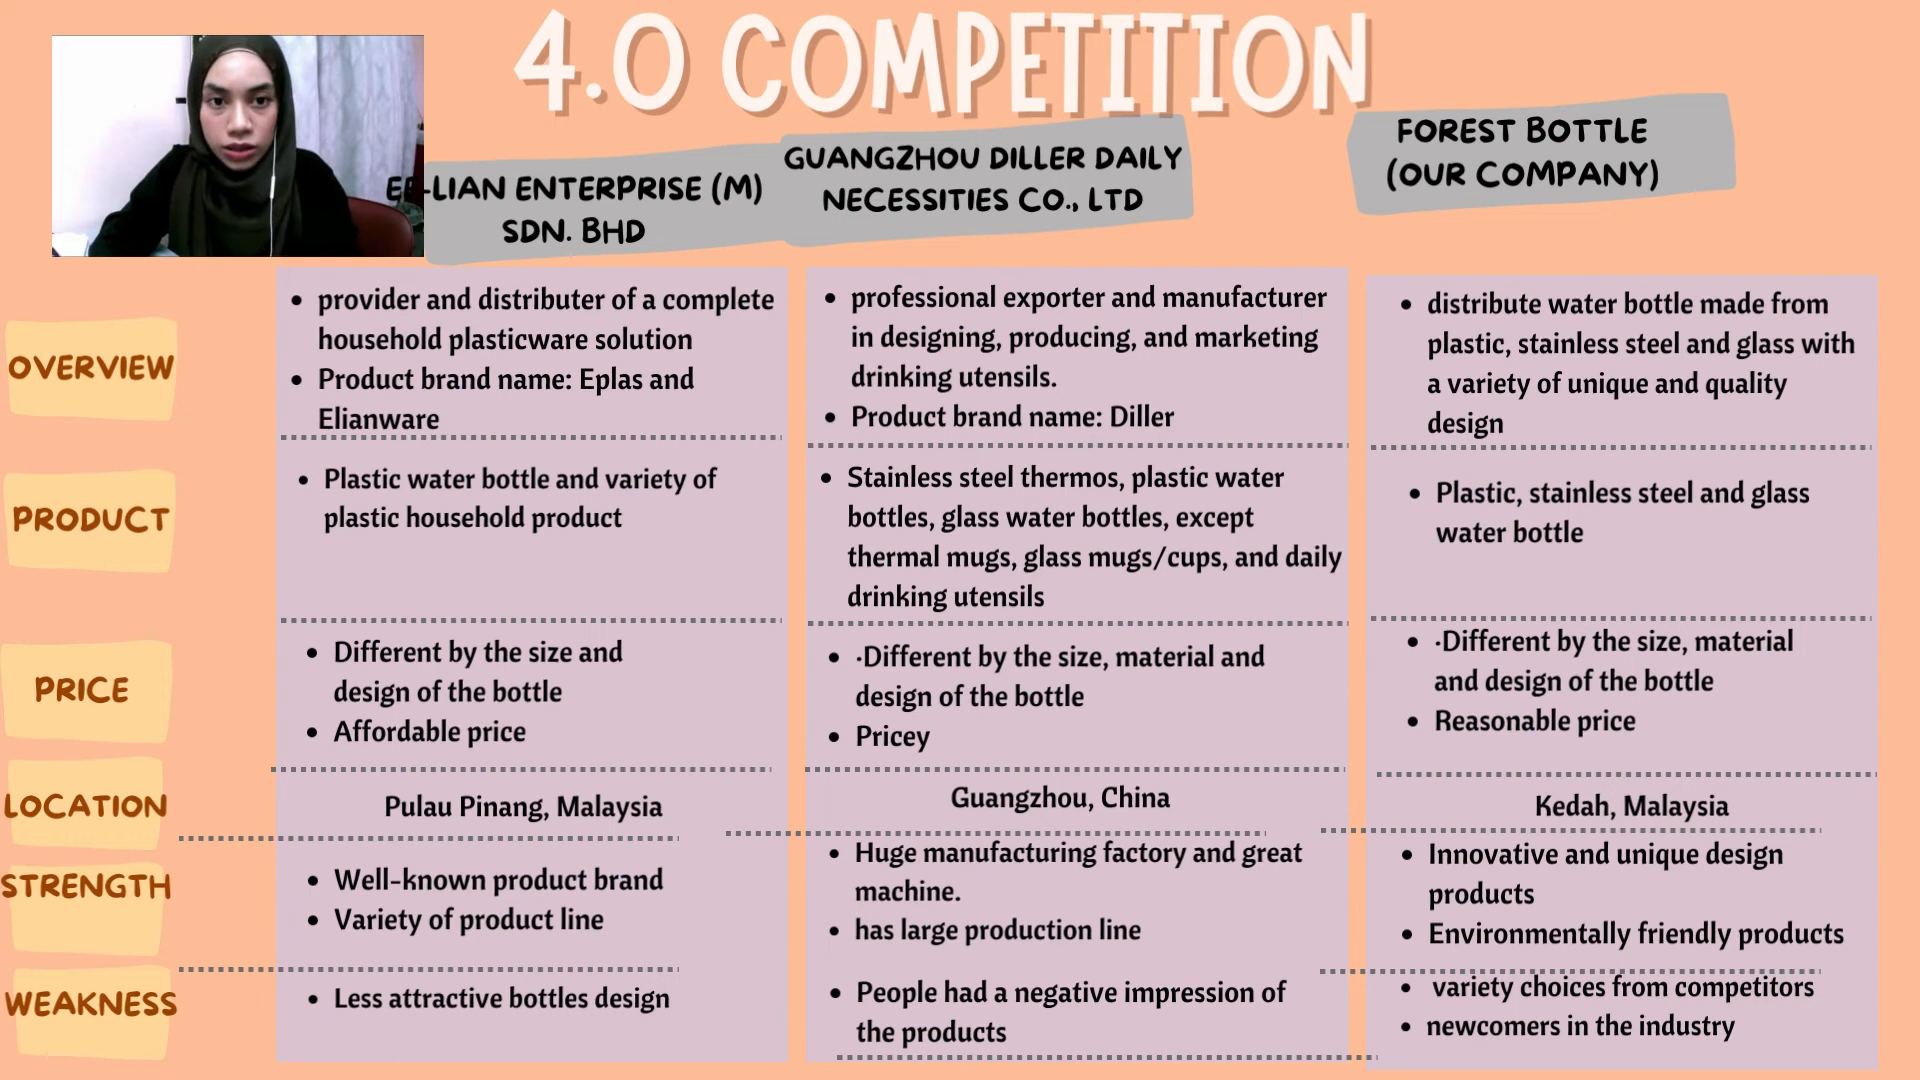 4.0 COMPETITION
EE-LIAN ENTERPRISE (M)
SDN. BHD
GUANGZHOU DILLER DAILY
NECESSITIES CO., LTD
FOREST BOTTLE
(OUR COMPANY)
OVERVIEW
• provider and distributer of a complete
household plasticware solution
• Product brand name: Eplas and
Elianware
• professional exporter and manufacturer
in designing, producing, and marketing
drinking utensils.
• Product brand name: Diller
• distribute water bottle made from
plastic, stainless steel and glass with
a variety of unique and quality
design
PRODUCT
• Plastic water bottle and variety of
plastic household product
• Stainless steel thermos, plastic water
bottles, glass water bottles, except
thermal mugs, glass mugs/cups, and daily
drinking utensils
• Plastic, stainless steel and glass
water bottle
PRICE
• Different by the size and
design of the bottle
• Affordable price
• ·Different by the size, material and
design of the bottle
• Pricey
• ·Different by the size, material
and design of the bottle
• Reasonable price
LOCATION
Pulau Pinang, Malaysia
Guangzhou, China
Kedah, Malaysia
STRENGTH
• Well-known product brand
• Variety of product line
• Huge manufacturing factory and great
machine.
• has large production line
• Innovative and unique design
products
• Environmentally friendly products
WEAKNESS
• Less attractive bottles design
• People had a negative impression of
the products
• variety choices from competitors
• newcomers in the industry